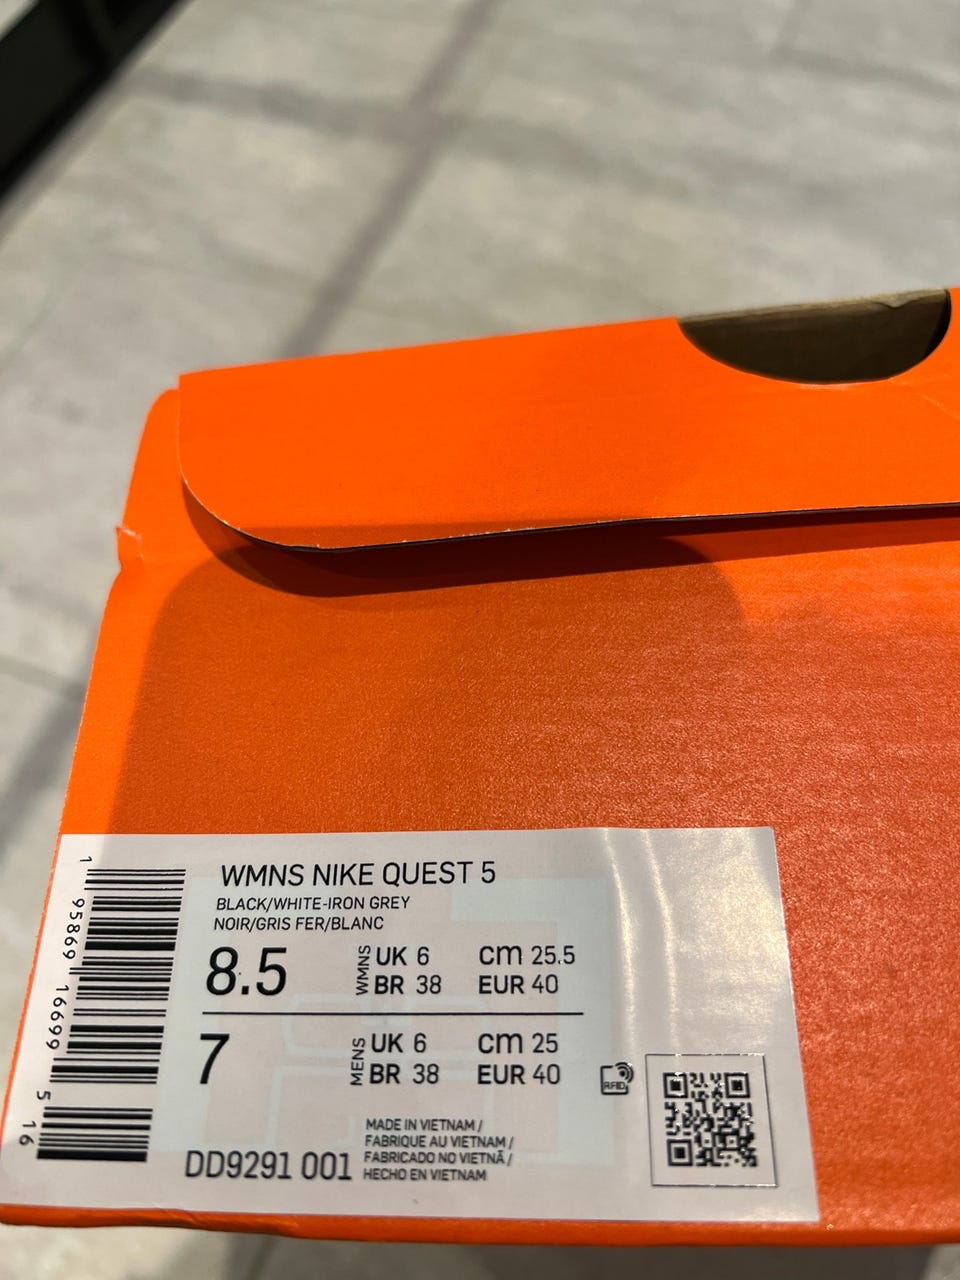 WMNS NIKE QUEST 5
BLACK/WHITE-IRON GREY
NOIR/GRIS FER/BLANC
8.5 WMNS UK 6 cm 25.5
BR 38 EUR 40
7 MENS UK 6 cm 25
BR 38 EUR 40
RFID
MADE IN VIETNAM /
FABRIQUE AU VIETNAM /
FABRICADO NO VIETNÃ /
HECHO EN VIETNAM
DD9291 001
1 95869 16699 5 16